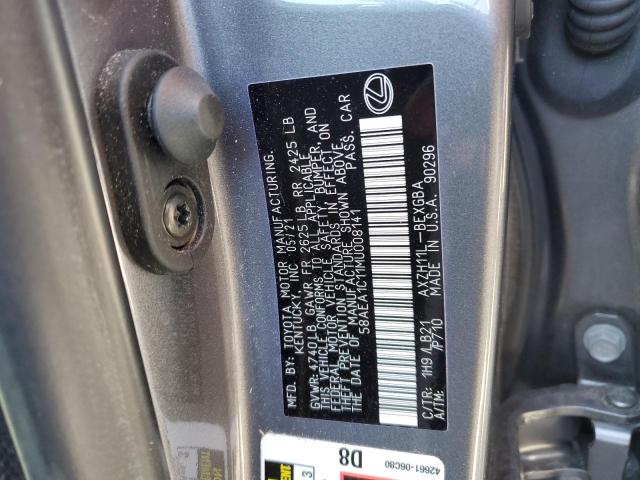 MFD. BY: TOYOTA MOTOR MANUFACTURING.
KENTUCKY, INC 05/21
GVWR: 4740LB GAWR FR 2625LB RR 2425 LB
THIS VEHICLE CONFORMS TO ALL APPLICABLE
FEDERAL MOTOR VEHICLE SAFETY, BUMPER, AND
THEFT PREVENTION STANDARDS IN EFFECT ON
THE DATE OF MANUFACTURE SHOWN ABOVE.
58AEA1C11MU008141 PASS. CAR
C/TR: 1H9 /LB21 AXZH11L-BEXGBA
A/TM: /P710 MADE IN U.S.A. 90296
D8
42661-06C80